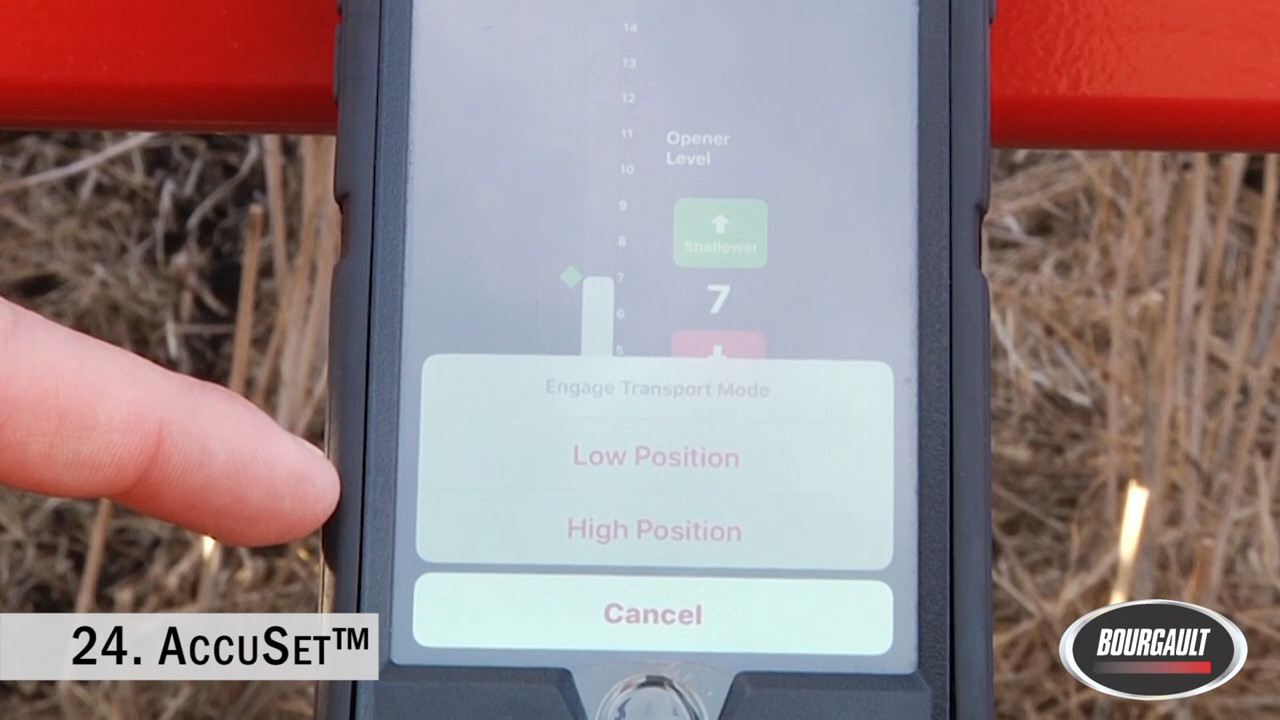 14
13
12
11
10
9
8
7
6
5
Opener
Level
Shallower
7
Engage Transport Mode
Low Position
High Position
Cancel
24. AccuSet™
BOURGAULT